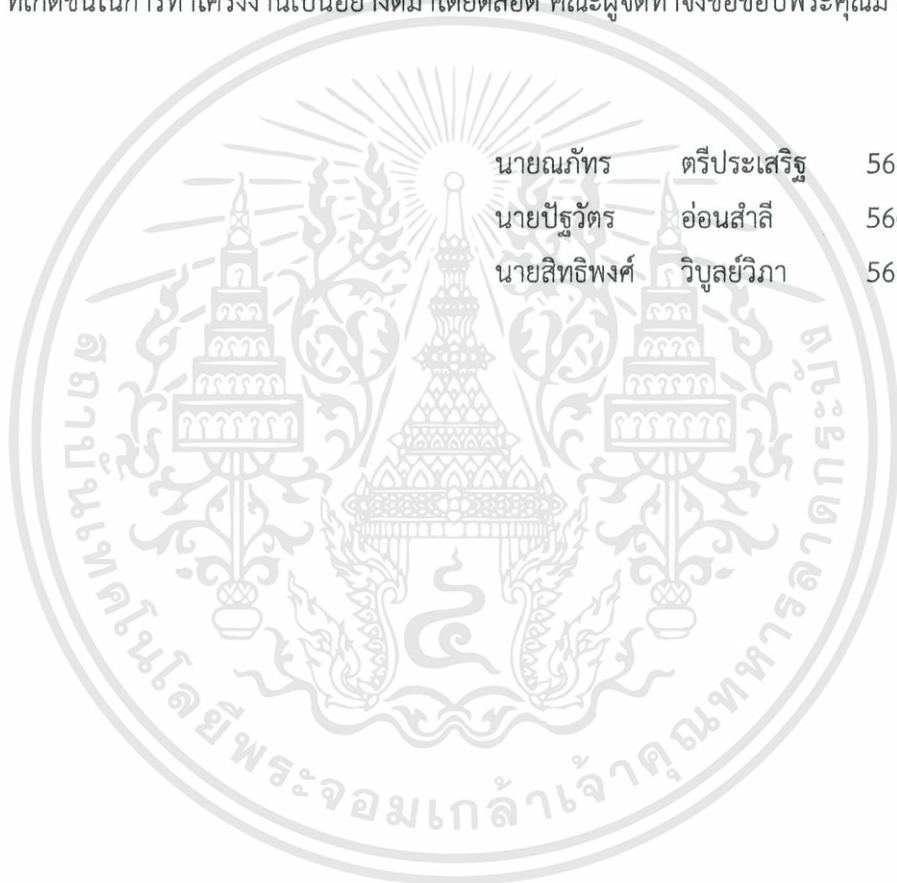 ที่เกิดขึ้นในการทำโครงงานเป็นอย่างดีมาโดยตลอด คณะผู้จัดทำจึงขอขอบพระคุณ
นายณภัทร ตรีประเสริฐ 56
นายปัฐวัตร อ่อนสำลี 56
นายสิทธิพงศ์ วิบูลย์วิภา 56
สถาบันเทคโนโลยีพระจอมเกล้าเจ้าคุณทหารลาดกระบัง